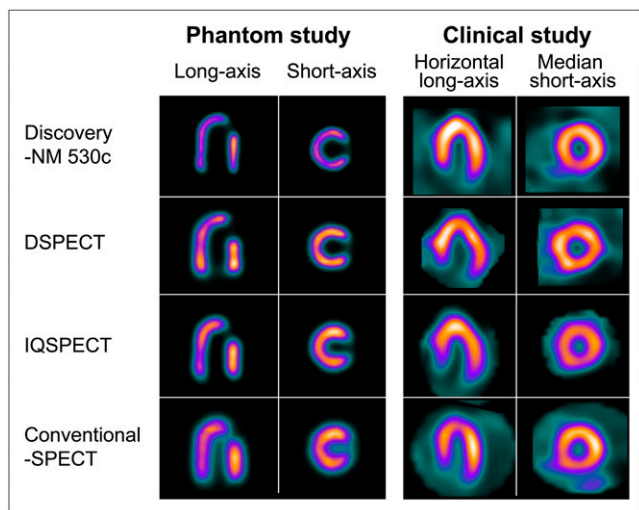 Phantom study
Clinical study
Long-axis
Short-axis
Horizontal
long-axis
Median
short-axis
Discovery
-NM 530c
DSPECT
IQSPECT
Conventional
-SPECT